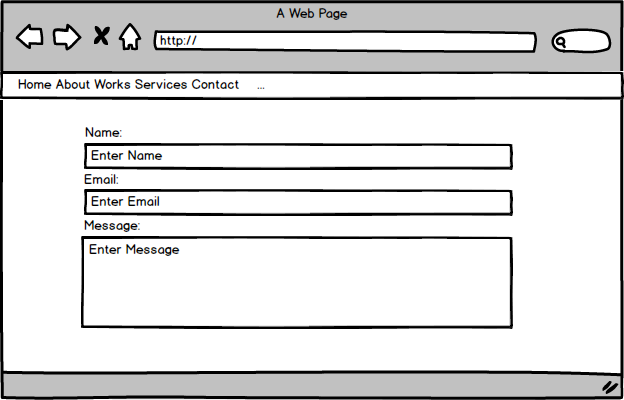 A Web Page
http://
Home About Works Services Contact ...
Name:
Enter Name
Email:
Enter Email
Message:
Enter Message